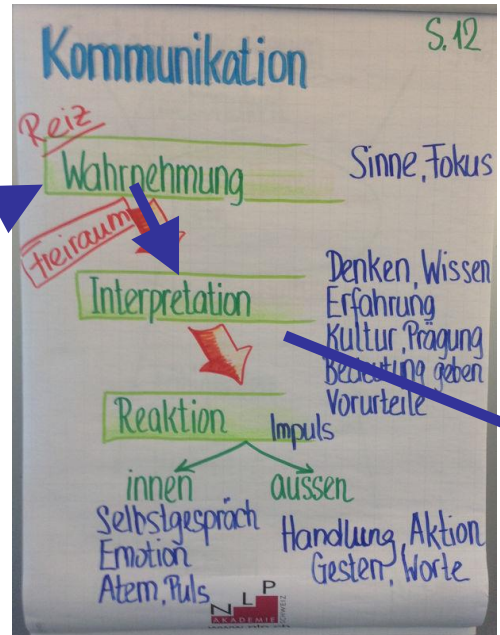 Kommunikation
S. 12
Reiz
Wahrnehmung
Sinne, Fokus
freiraum
Interpretation
Denken, Wissen
Erfahrung
Kultur, Prägung
Bedeutung geben
Vorurteile
Reaktion
Impuls
innen
aussen
Selbstgespräch
Emotion
Atem, Puls
Handlung, Aktion
Gesten, Worte
NLP
AKADEMIE
SCHWEIZ